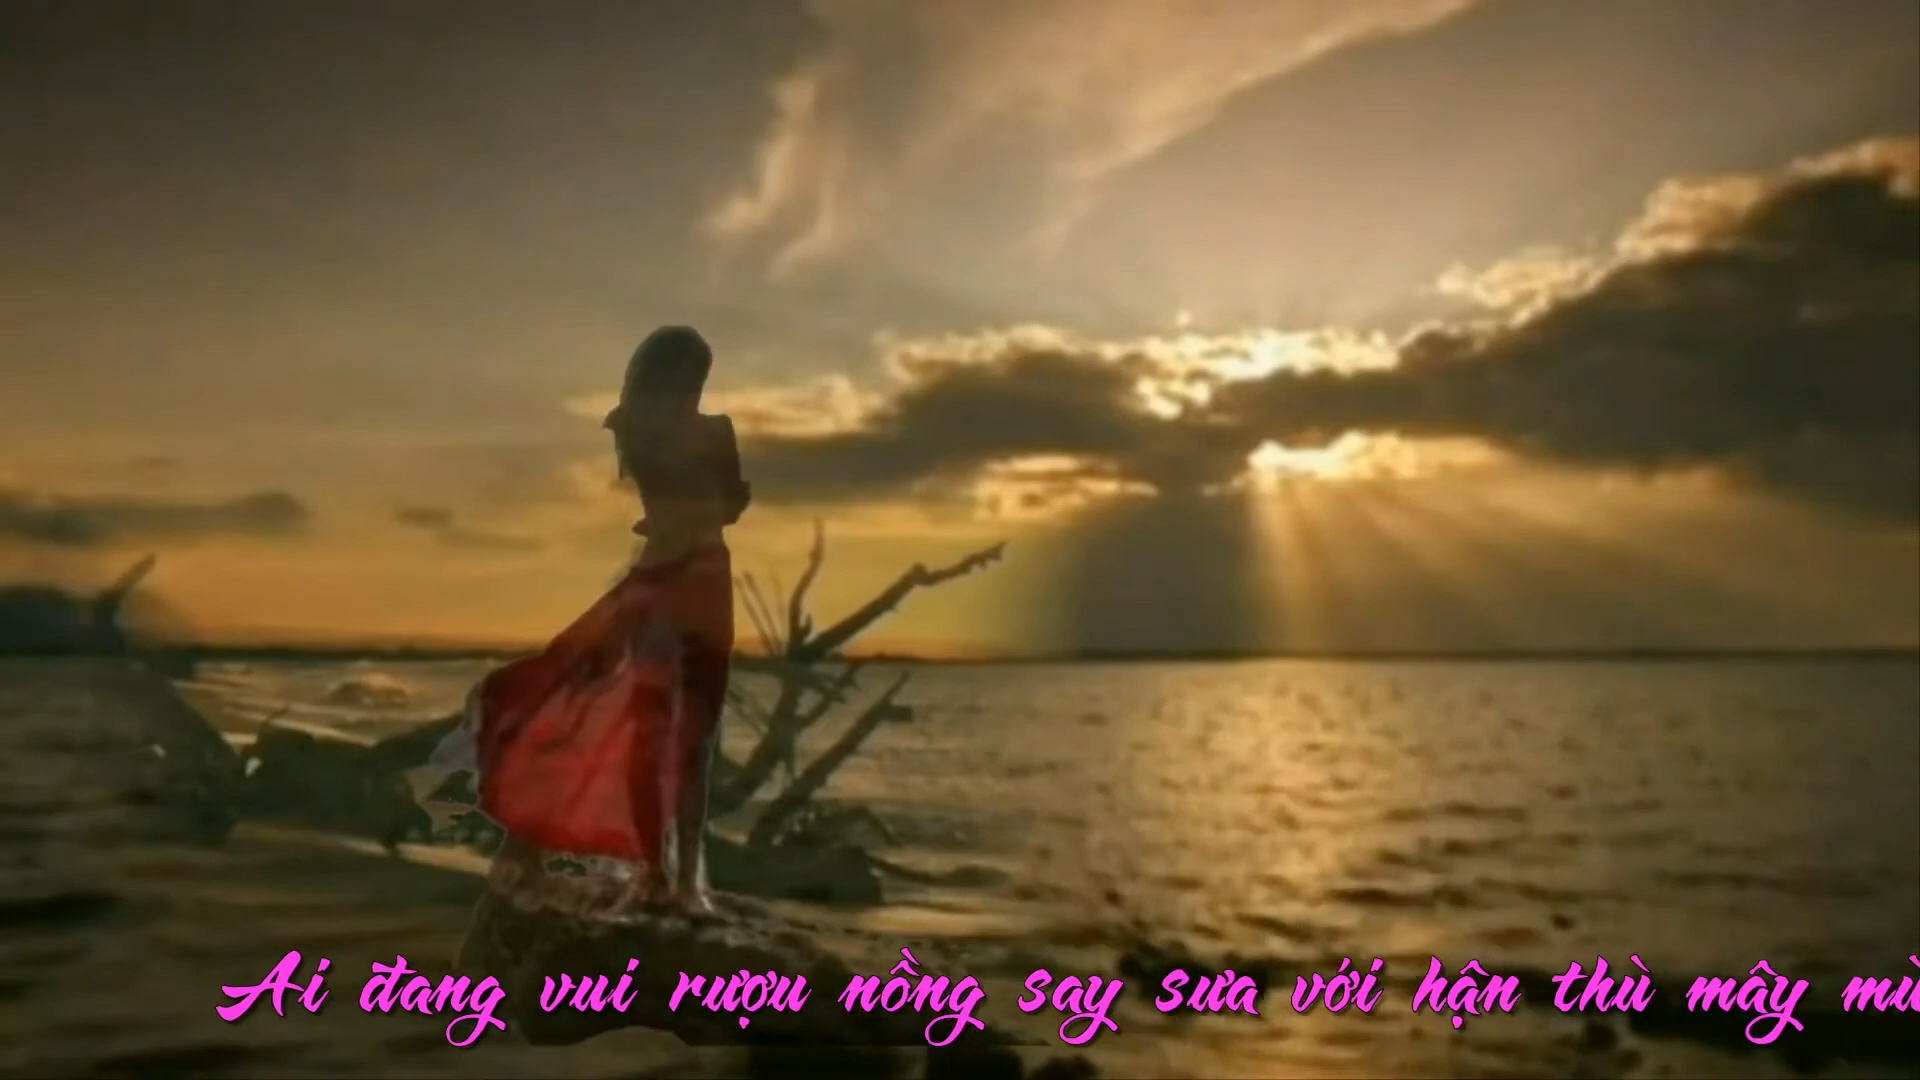 Ai đang vui rượu nồng say sưa với hận thù mây